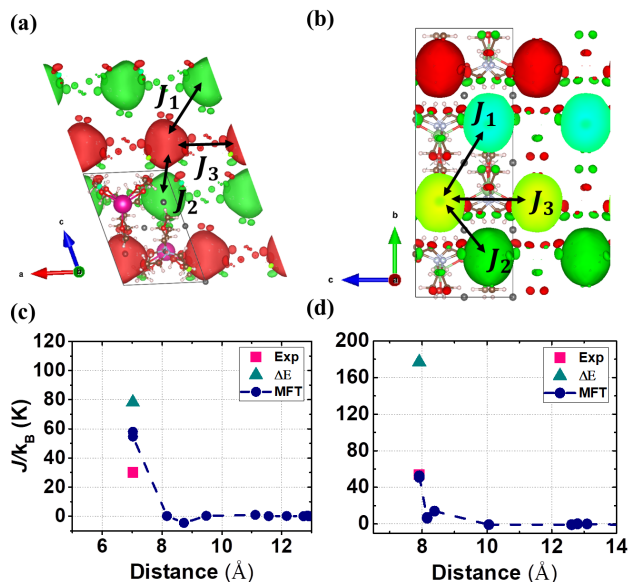 (a)
J1
J3
J2
c
a
b
(b)
J1
J3
J2
b
c
a
(c)
J/kB (K)
120
100
80
60
40
20
0
-20
6
8
10
12
Distance (Å)
Exp
ΔE
MFT
(d)
200
160
120
80
40
0
8
10
12
14
Distance (Å)
Exp
ΔE
MFT